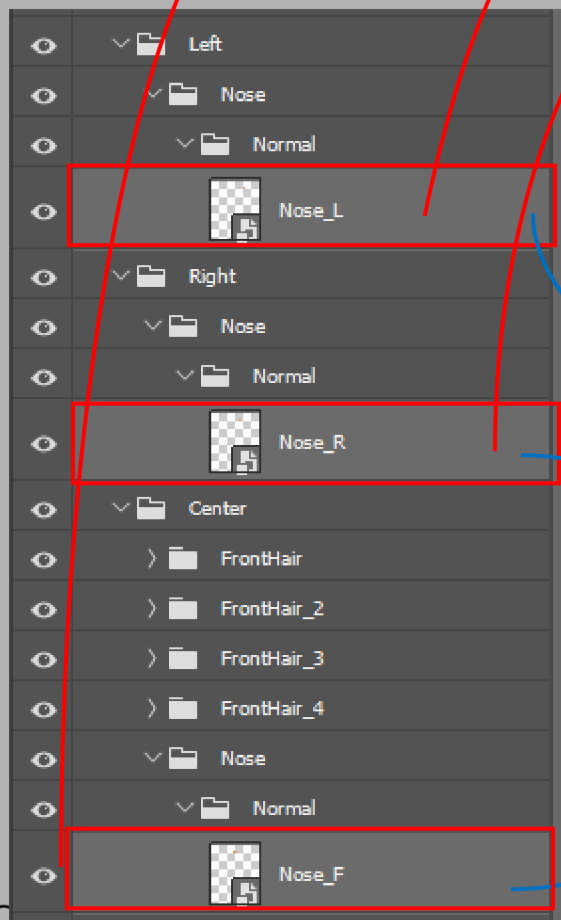 Left
Nose
Normal
Nose_L
Right
Nose
Normal
Nose_R
Center
FrontHair
FrontHair_2
FrontHair_3
FrontHair_4
Nose
Normal
Nose_F